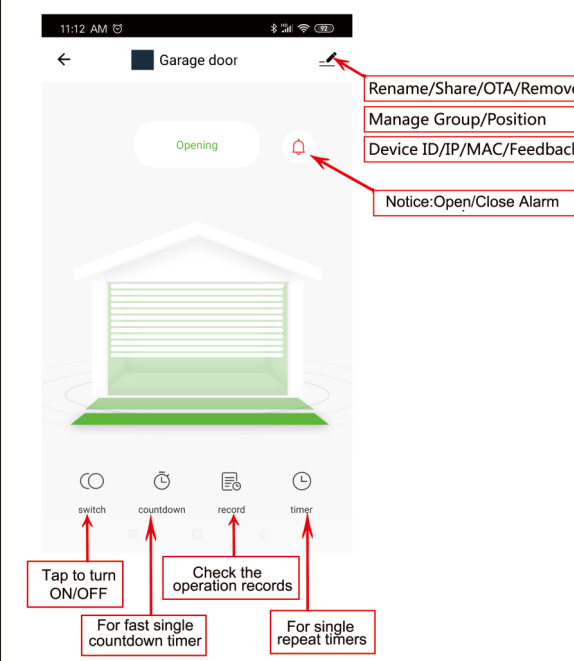 11:12 AM
92
Garage door
Rename/Share/OTA/Remove
Manage Group/Position
Opening
Device ID/IP/MAC/Feedback
Notice:Open/Close Alarm
switch
countdown
record
timer
Tap to turn
ON/OFF
Check the
operation records
For fast single
countdown timer
For single
repeat timers